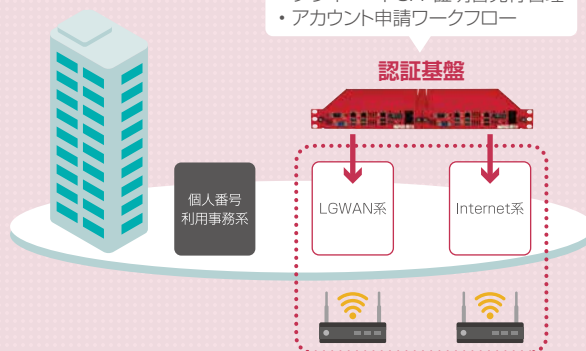 ・アカウント申請ワークフロー
認証基盤
個人番号
利用事務系
LGWAN系
Internet系